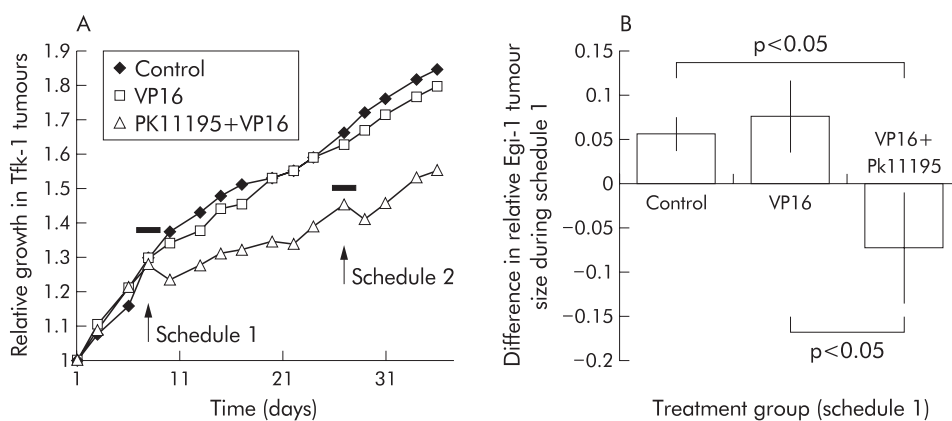 A
Relative growth in Tfk-1 tumours
1.9
1.8
1.7
1.6
1.5
1.4
1.3
1.2
1.1
1
Control
VP16
PK11195+VP16
Schedule 1
Schedule 2
1
11
21
31
Time (days)
B
Difference in relative Egi-1 tumour
size during schedule 1
0.15
0.1
0.05
0
−0.05
−0.1
−0.15
−0.2
p<0.05
VP16+
Pk11195
Control
VP16
p<0.05
Treatment group (schedule 1)